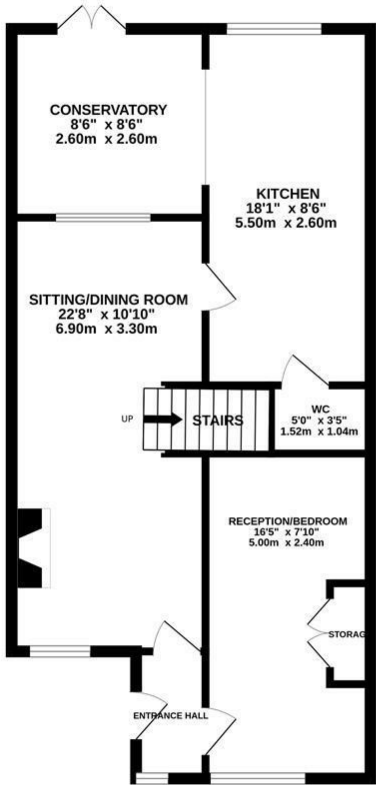 CONSERVATORY
8'6" x 8'6"
2.60m x 2.60m
KITCHEN
18'1" x 8'6"
5.50m x 2.60m
SITTING/DINING ROOM
22'8" x 10'10"
6.90m x 3.30m
UP
STAIRS
WC
5'0" x 3'5"
1.52m x 1.04m
RECEPTION/BEDROOM
16'5" x 7'10"
5.00m x 2.40m
STORAG
ENTRANCE HALL